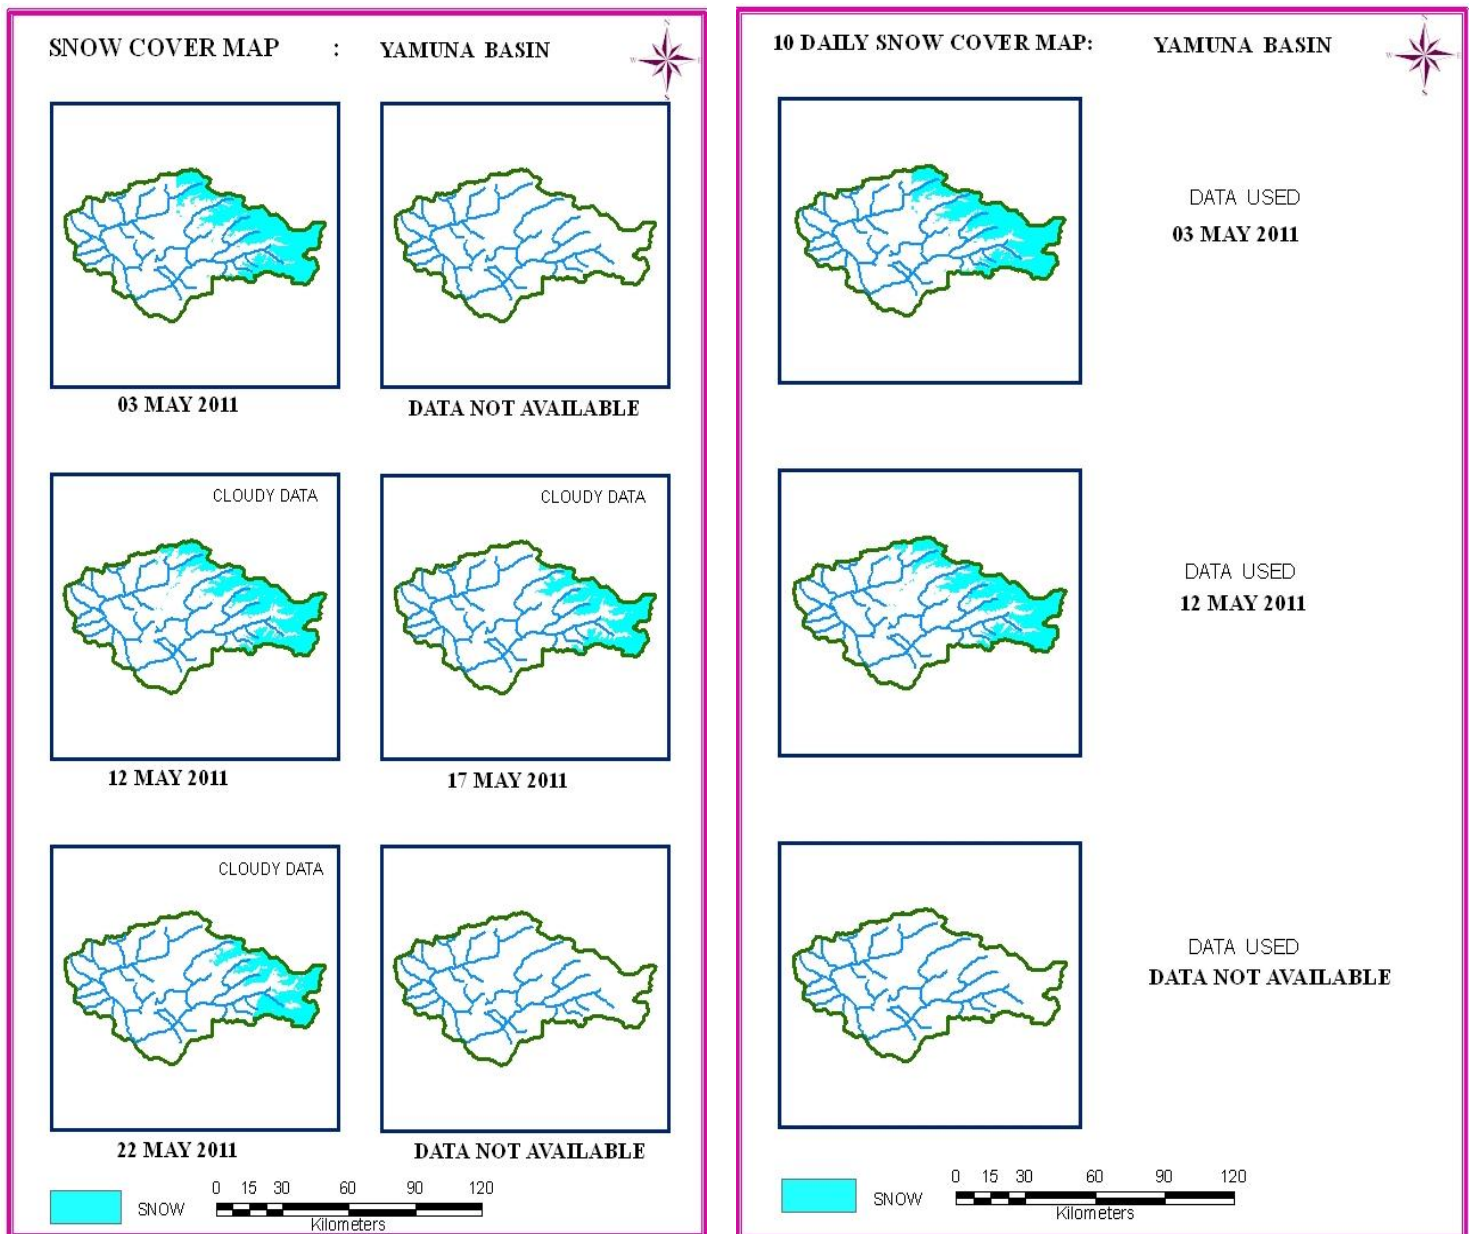 SNOW COVER MAP : YAMUNA BASIN
N
W E
S
03 MAY 2011
DATA NOT AVAILABLE
CLOUDY DATA
12 MAY 2011
CLOUDY DATA
17 MAY 2011
CLOUDY DATA
22 MAY 2011
DATA NOT AVAILABLE
SNOW
0 15 30 60 90 120
Kilometers
10 DAILY SNOW COVER MAP: YAMUNA BASIN
N
W E
S
DATA USED
03 MAY 2011
DATA USED
12 MAY 2011
DATA USED
DATA NOT AVAILABLE
SNOW
0 15 30 60 90 120
Kilometers